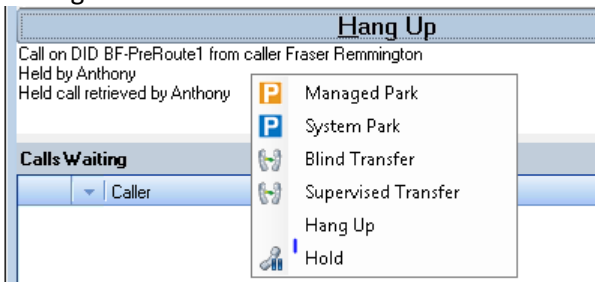 Hang Up
Call on DID BF-PreRoute1 from caller Fraser Remmington
Held by Anthony
Held call retrieved by Anthony
P Managed Park
P System Park
Blind Transfer
Supervised Transfer
Hang Up
Hold
Calls Waiting
Caller